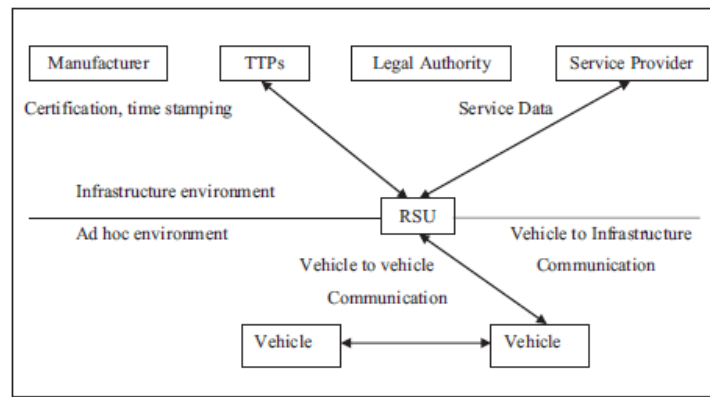 Manufacturer
TTPs
Legal Authority
Service Provider
Certification, time stamping
Service Data
Infrastructure environment
RSU
Ad hoc environment
Vehicle to Infrastructure
Communication
Vehicle to vehicle
Communication
Vehicle
Vehicle